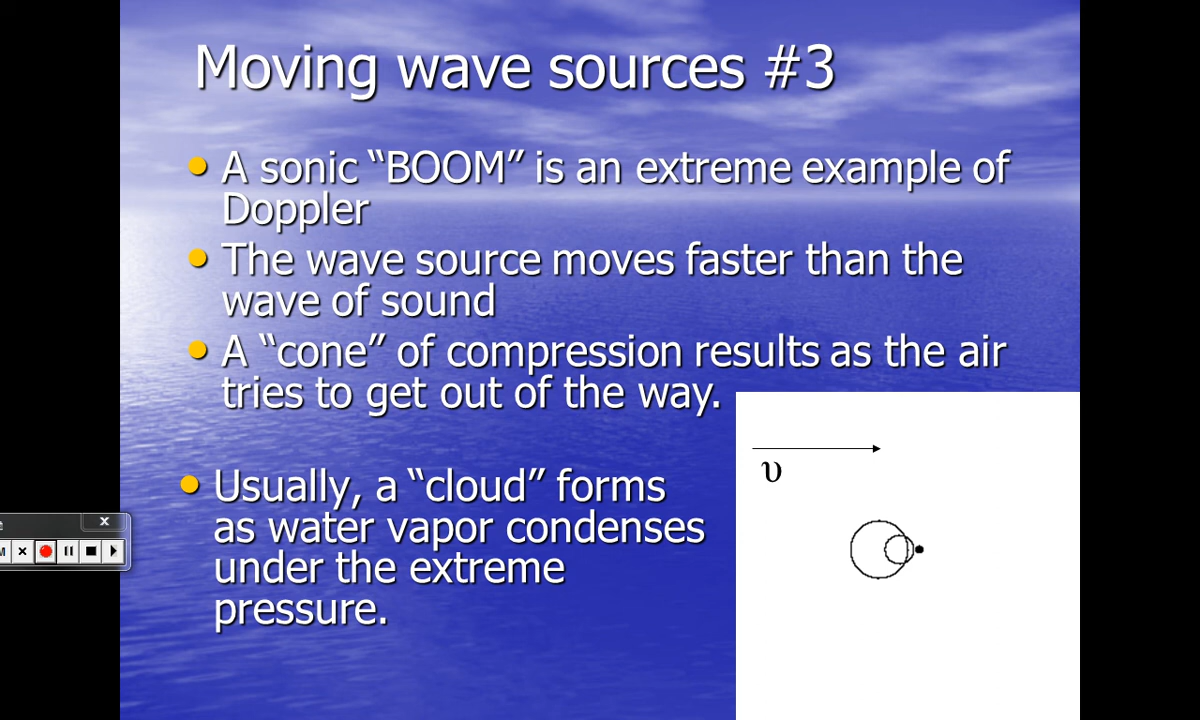 Moving wave sources #3
A sonic “BOOM” is an extreme example of
Doppler
The wave source moves faster than the
wave of sound
A “cone” of compression results as the air
tries to get out of the way.
υ
Usually, a “cloud” forms
as water vapor condenses
under the extreme
pressure.